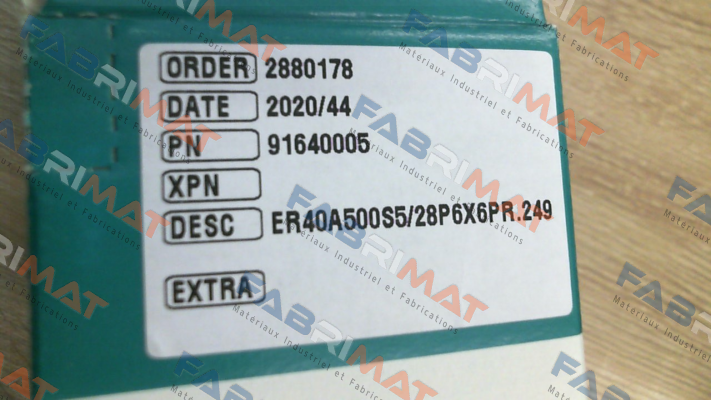 ORDER 2880178
DATE 2020/44
PN 91640005
XPN
DESC ER40A500S5/28P6X6PR.249
EXTRA
FABRIMAT
Materiaux Industriel et Fabrications